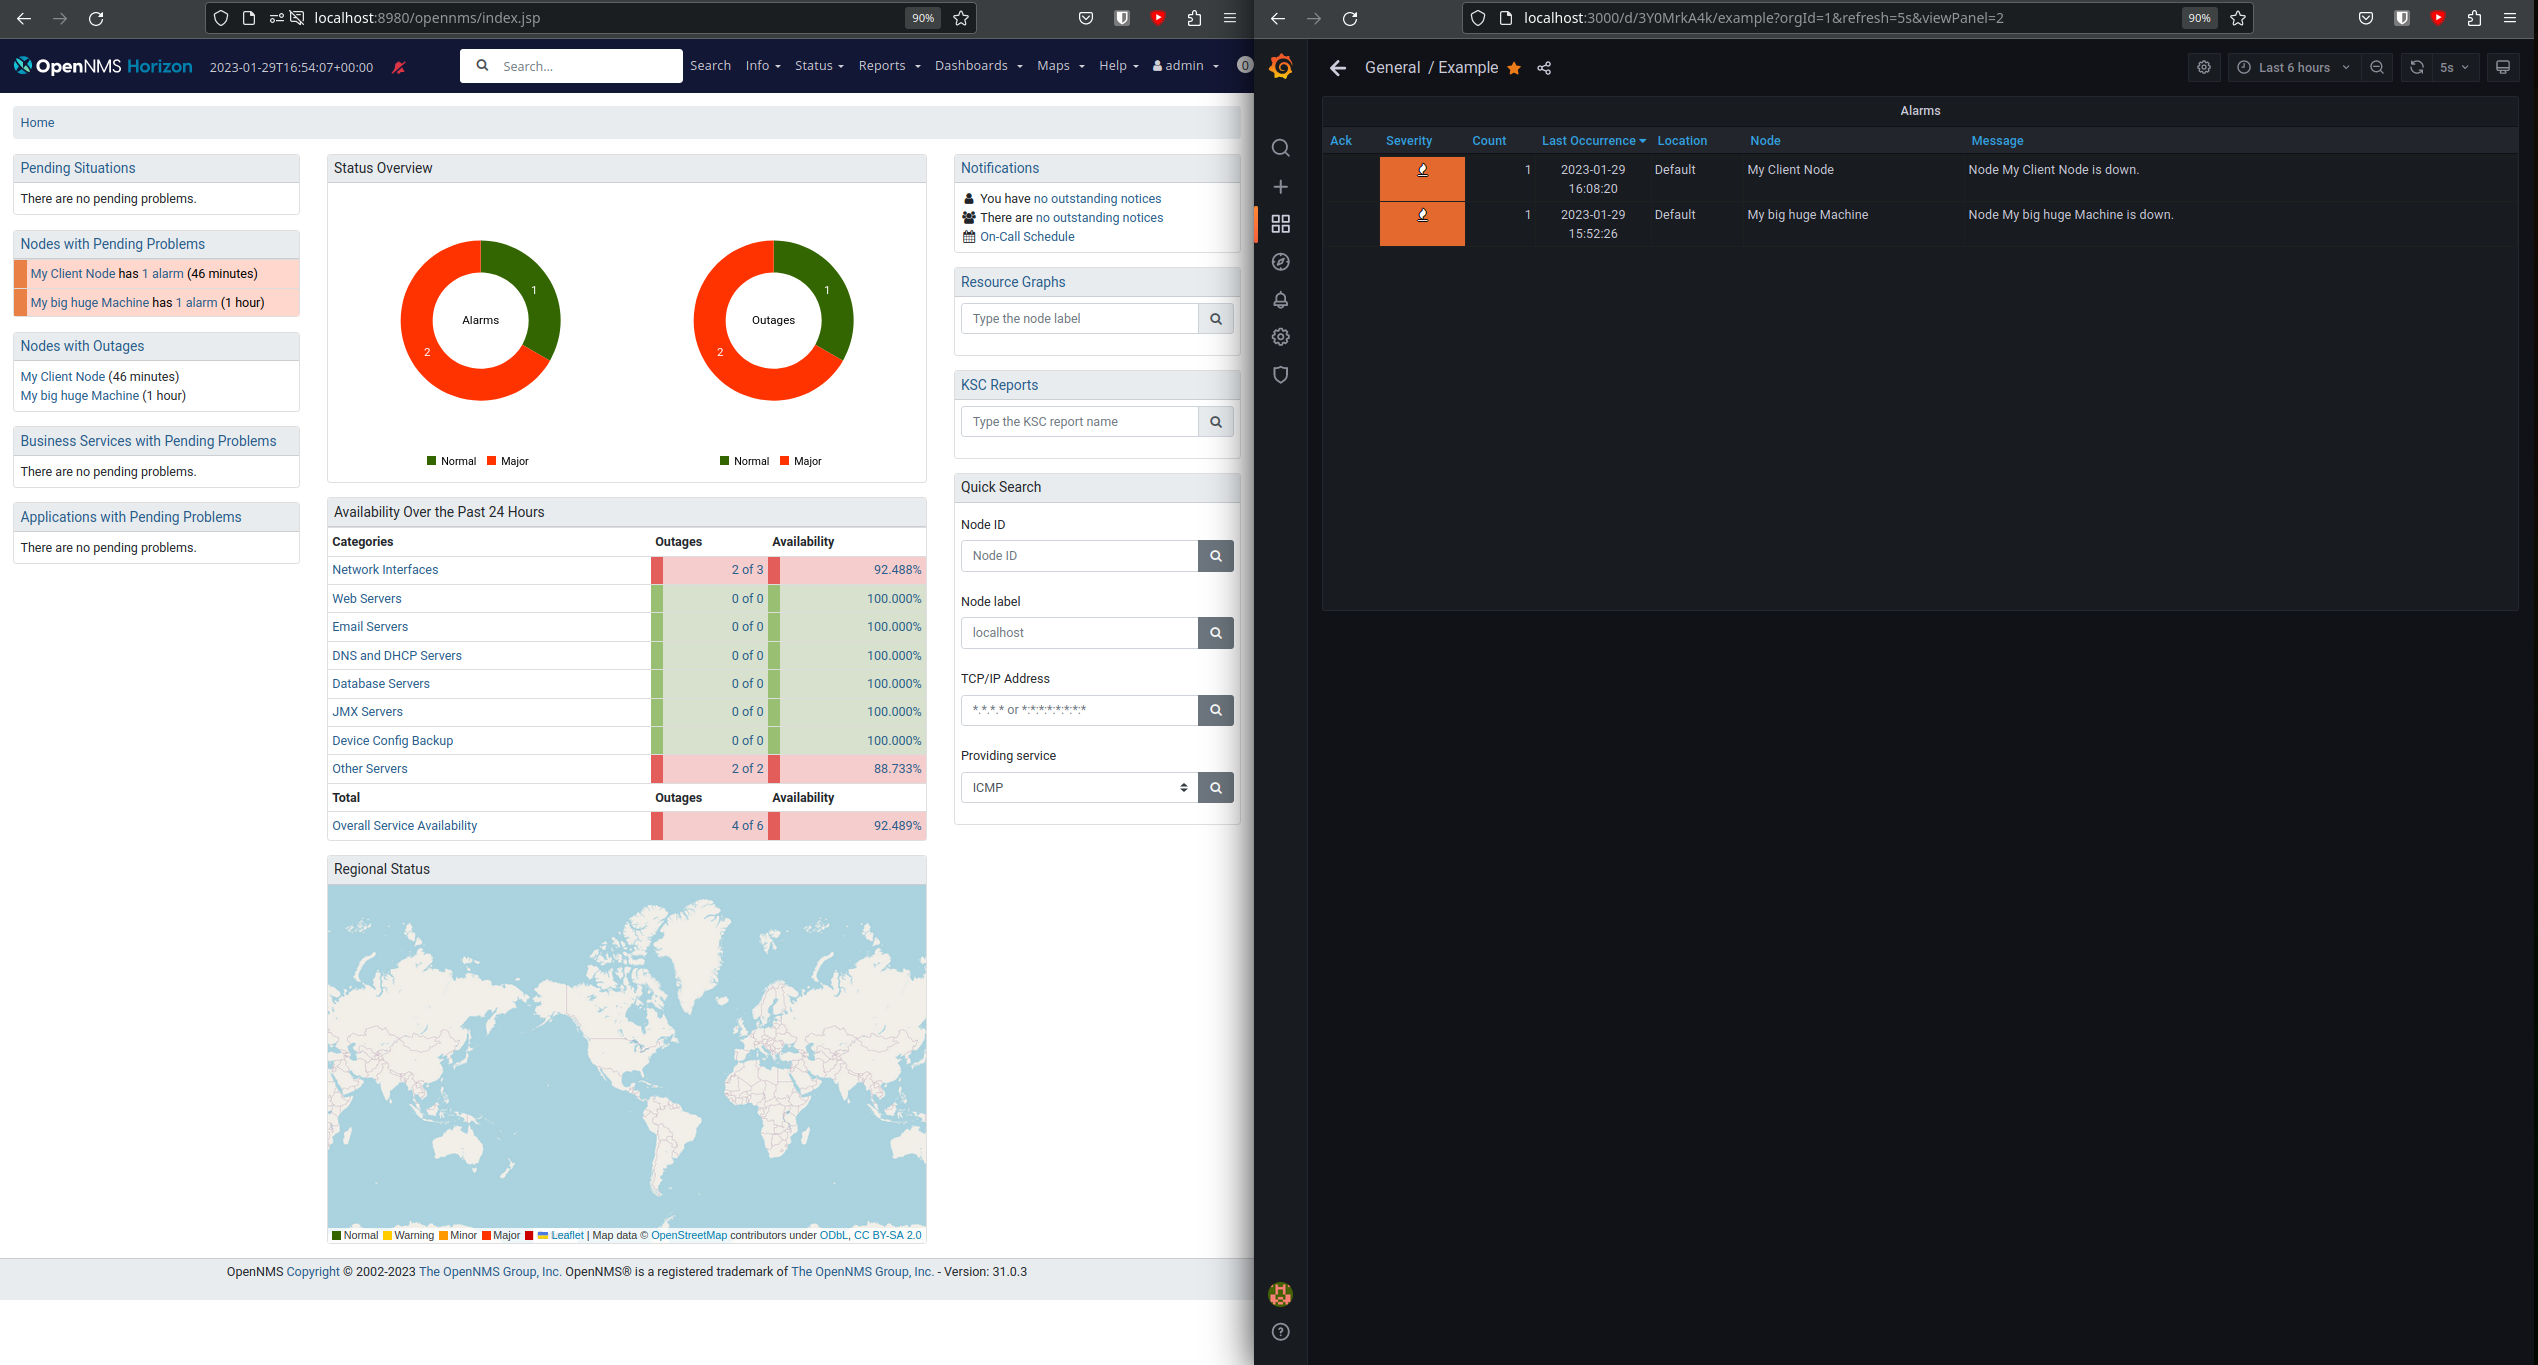 localhost:8980/opennms/index.jsp
90%
OpenNMS Horizon
2023-01-29T16:54:07+00:00
Search...
Search Info Status Reports Dashboards Maps Help admin 0
Home
Pending Situations
There are no pending problems.
Nodes with Pending Problems
My Client Node has 1 alarm (46 minutes)
My big huge Machine has 1 alarm (1 hour)
Nodes with Outages
My Client Node (46 minutes)
My big huge Machine (1 hour)
Business Services with Pending Problems
There are no pending problems.
Applications with Pending Problems
There are no pending problems.
Status Overview
1
Alarms
2
Normal Major
1
Outages
2
Normal Major
Availability Over the Past 24 Hours
Categories Outages Availability
Network Interfaces 2 of 3 92.488%
Web Servers 0 of 0 100.000%
Email Servers 0 of 0 100.000%
DNS and DHCP Servers 0 of 0 100.000%
Database Servers 0 of 0 100.000%
JMX Servers 0 of 0 100.000%
Device Config Backup 0 of 0 100.000%
Other Servers 2 of 2 88.733%
Total Outages Availability
Overall Service Availability 4 of 6 92.489%
Regional Status
Normal Warning Minor Major Leaflet | Map data © OpenStreetMap contributors under ODbL, CC BY-SA 2.0
Notifications
You have no outstanding notices
There are no outstanding notices
On-Call Schedule
Resource Graphs
Type the node label
KSC Reports
Type the KSC report name
Quick Search
Node ID
Node ID
Node label
localhost
TCP/IP Address
*.*.*.* or *:*:*:*:*:*:*:*
Providing service
ICMP
OpenNMS Copyright © 2002-2023 The OpenNMS Group, Inc. OpenNMS® is a registered trademark of The OpenNMS Group, Inc. - Version: 31.0.3
localhost:3000/d/3Y0MrkA4k/example?orgId=1&refresh=5s&viewPanel=2
90%
General / Example
Last 6 hours
5s
Alarms
Ack Severity Count Last Occurrence Location Node Message
1 2023-01-29 16:08:20 Default My Client Node Node My Client Node is down.
1 2023-01-29 15:52:26 Default My big huge Machine Node My big huge Machine is down.